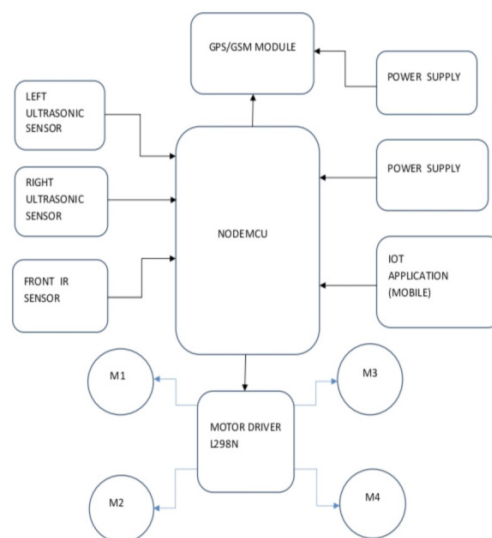 GPS/GSM MODULE
POWER SUPPLY
LEFT
ULTRASONIC
SENSOR
POWER SUPPLY
RIGHT
ULTRASONIC
SENSOR
NODEMCU
IOT
APPLICATION
(MOBILE)
FRONT IR
SENSOR
M1
M3
MOTOR DRIVER
L298N
M2
M4